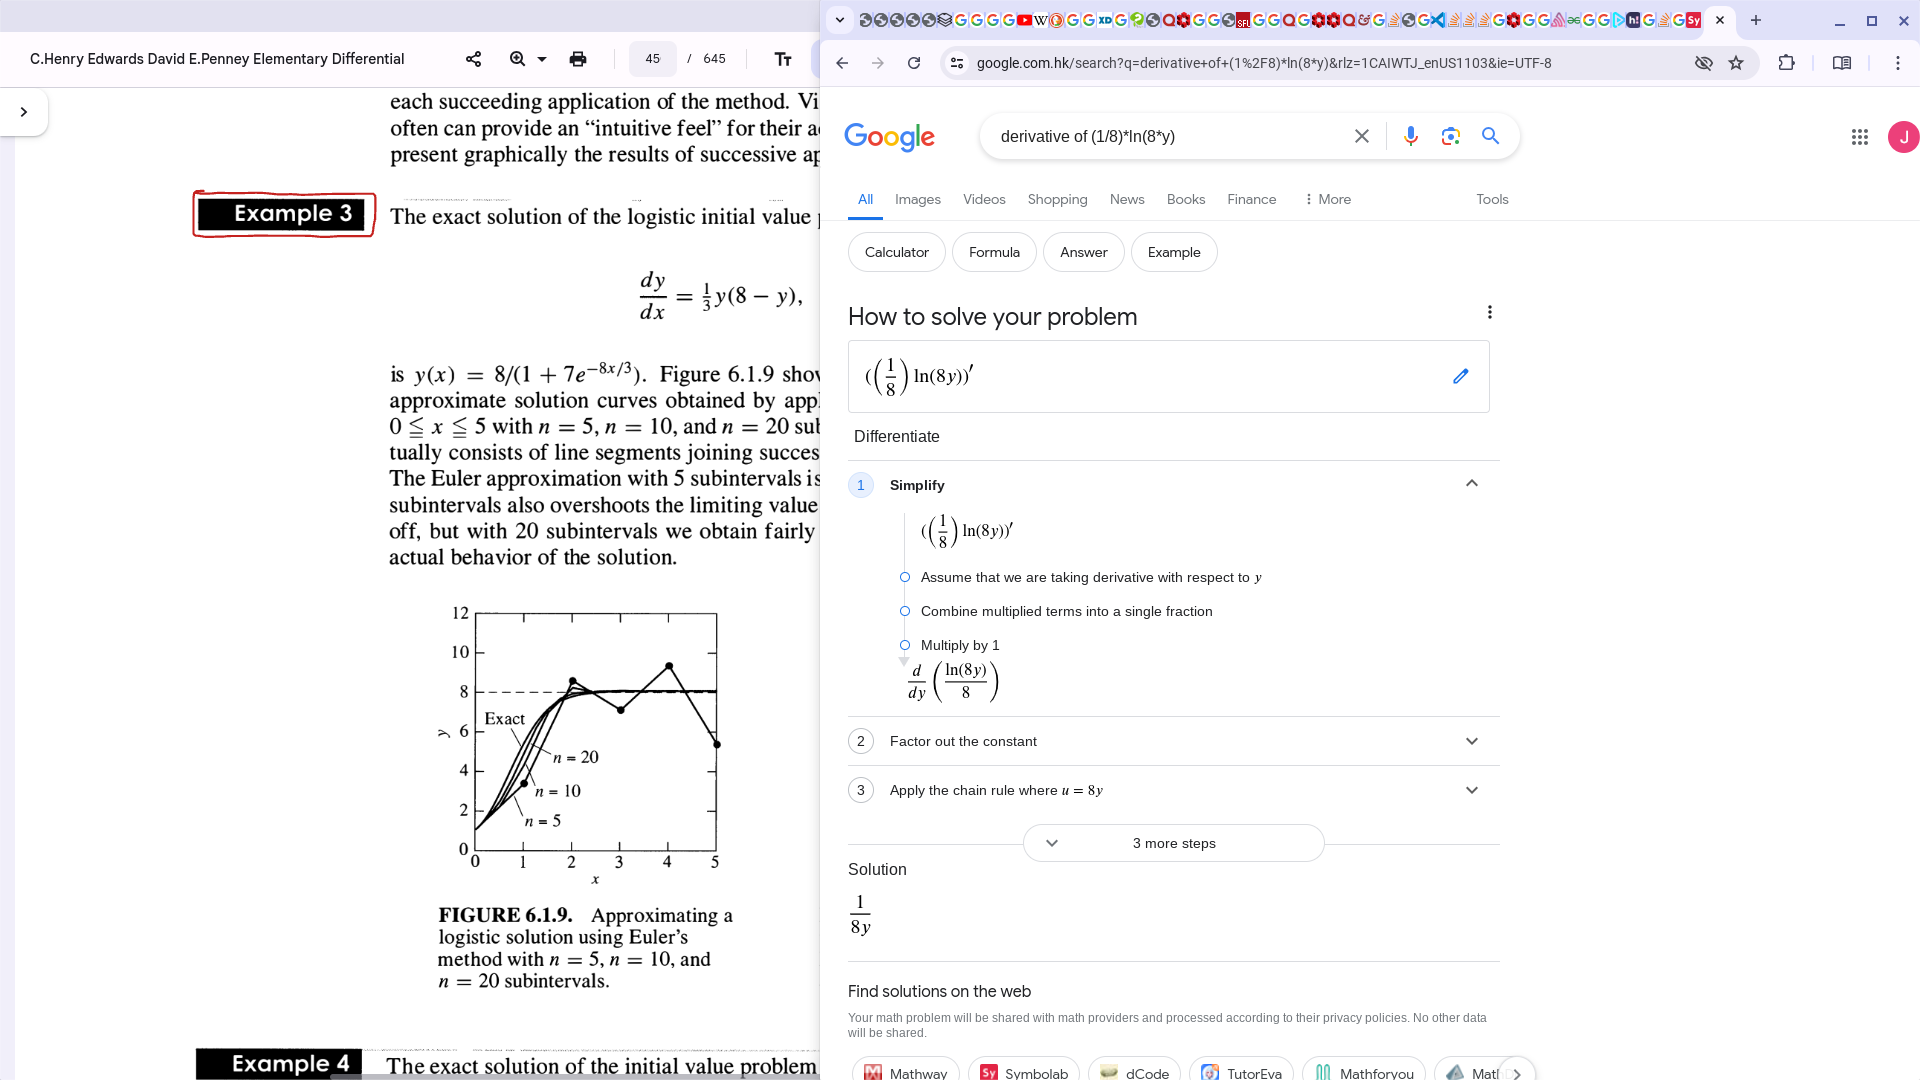 C.Henry Edwards David E.Penney Elementary Differential
45 / 645
each succeeding application of the method. Vi
often can provide an “intuitive feel” for their a
present graphically the results of successive ap
Example 3 The exact solution of the logistic initial value
dy/dx = 1/3 y(8 − y),
is y(x) = 8/(1 + 7e^−8x/3). Figure 6.1.9 show
approximate solution curves obtained by appl
0 ≦ x ≦ 5 with n = 5, n = 10, and n = 20 sub
tually consists of line segments joining succes
The Euler approximation with 5 subintervals is
subintervals also overshoots the limiting value
off, but with 20 subintervals we obtain fairly
actual behavior of the solution.
12
10
8
Exact
y
6
n = 20
4
n = 10
2
n = 5
0
0 1 2 3 4 5
x
FIGURE 6.1.9. Approximating a
logistic solution using Euler’s
method with n = 5, n = 10, and
n = 20 subintervals.
Example 4 The exact solution of the initial value problem
google.com.hk/search?q=derivative+of+(1%2F8)*ln(8*y)&rlz=1CAIWTJ_enUS1103&ie=UTF-8
Google
derivative of (1/8)*ln(8*y)
J
All Images Videos Shopping News Books Finance More Tools
Calculator Formula Answer Example
How to solve your problem
((1/8) ln(8y))′
Differentiate
1 Simplify
((1/8) ln(8y))′
Assume that we are taking derivative with respect to y
Combine multiplied terms into a single fraction
Multiply by 1
d/dy (ln(8y)/8)
2 Factor out the constant
3 Apply the chain rule where u = 8y
3 more steps
Solution
1/8y
Find solutions on the web
Your math problem will be shared with math providers and processed according to their privacy policies. No other data
will be shared.
Mathway Symbolab dCode TutorEva Mathforyou